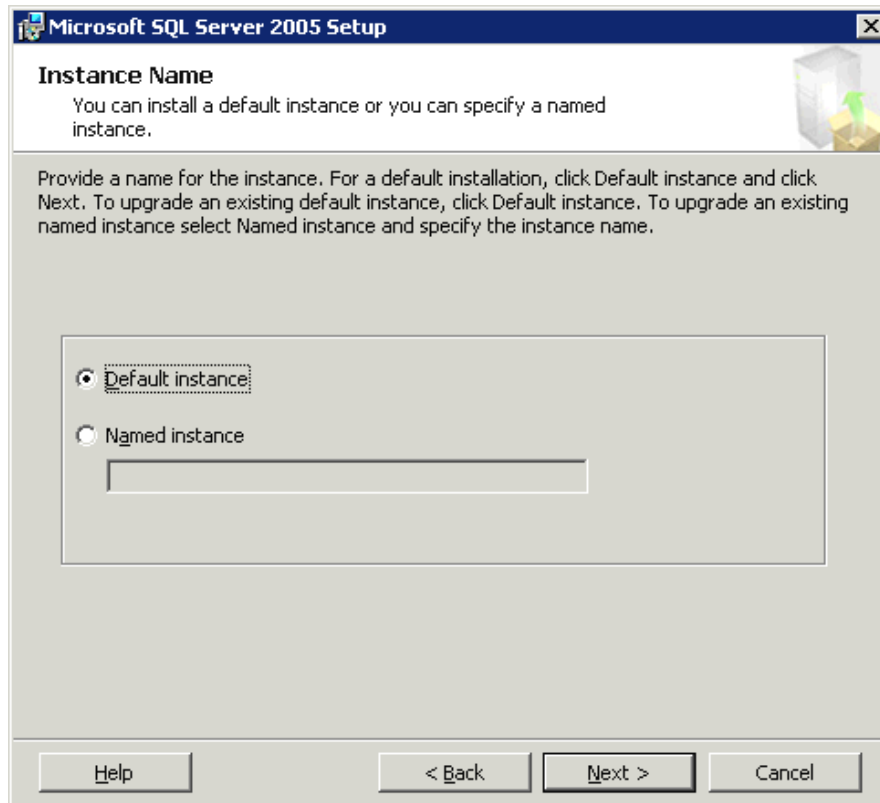 Microsoft SQL Server 2005 Setup
Instance Name
You can install a default instance or you can specify a named
instance.
Provide a name for the instance. For a default installation, click Default instance and click
Next. To upgrade an existing default instance, click Default instance. To upgrade an existing
named instance select Named instance and specify the instance name.
Default instance
Named instance
Help
< Back
Next >
Cancel